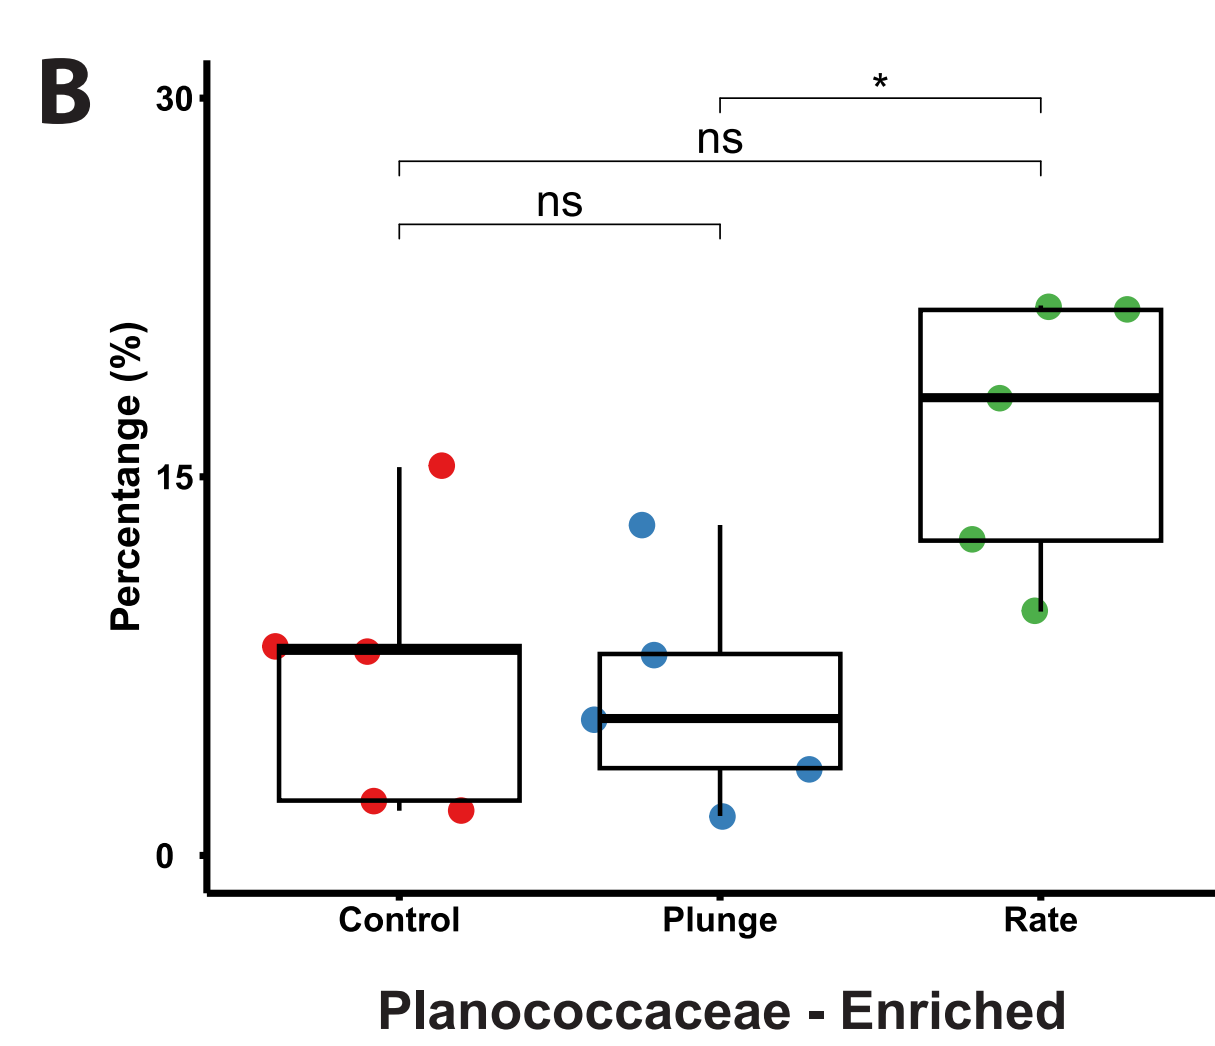 B
30
*
ns
ns
Percentange (%)
15
0
Control Plunge Rate
Planococcaceae - Enriched